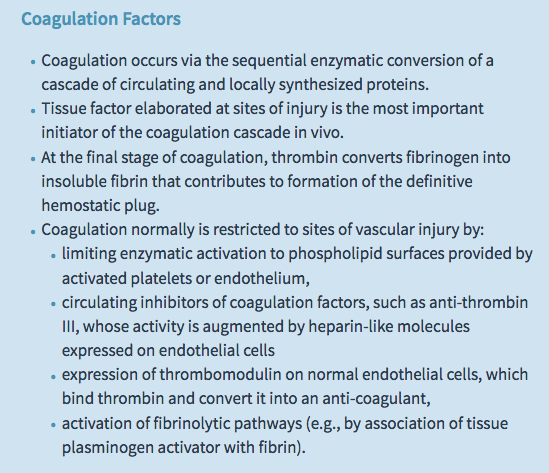 Coagulation Factors
• Coagulation occurs via the sequential enzymatic conversion of a
cascade of circulating and locally synthesized proteins.
• Tissue factor elaborated at sites of injury is the most important
initiator of the coagulation cascade in vivo.
• At the final stage of coagulation, thrombin converts fibrinogen into
insoluble fibrin that contributes to formation of the definitive
hemostatic plug.
• Coagulation normally is restricted to sites of vascular injury by:
• limiting enzymatic activation to phospholipid surfaces provided by
activated platelets or endothelium,
• circulating inhibitors of coagulation factors, such as anti-thrombin
III, whose activity is augmented by heparin-like molecules
expressed on endothelial cells
• expression of thrombomodulin on normal endothelial cells, which
bind thrombin and convert it into an anti-coagulant,
• activation of fibrinolytic pathways (e.g., by association of tissue
plasminogen activator with fibrin).